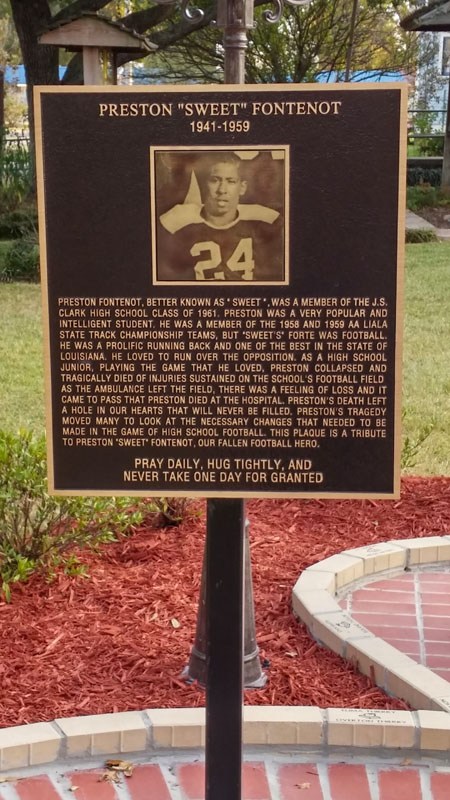 PRESTON "SWEET" FONTENOT
1941-1959
24
PRESTON FONTENOT, BETTER KNOWN AS " SWEET ", WAS A MEMBER OF THE J.S.
CLARK HIGH SCHOOL CLASS OF 1961. PRESTON WAS A VERY POPULAR AND
INTELLIGENT STUDENT. HE WAS A MEMBER OF THE 1958 AND 1959 AA LIALA
STATE TRACK CHAMPIONSHIP TEAMS, BUT "SWEET'S" FORTE WAS FOOTBALL.
HE WAS A PROLIFIC RUNNING BACK AND ONE OF THE BEST IN THE STATE OF
LOUISIANA. HE LOVED TO RUN OVER THE OPPOSITION. AS A HIGH SCHOOL
JUNIOR, PLAYING THE GAME THAT HE LOVED, PRESTON COLLAPSED AND
TRAGICALLY DIED OF INJURIES SUSTAINED ON THE SCHOOL'S FOOTBALL FIELD
AS THE AMBULANCE LEFT THE FIELD, THERE WAS A FEELING OF LOSS AND IT
CAME TO PASS THAT PRESTON DIED AT THE HOSPITAL. PRESTON'S DEATH LEFT
A HOLE IN OUR HEARTS THAT WILL NEVER BE FILLED. PRESTON'S TRAGEDY
MOVED MANY TO LOOK AT THE NECESSARY CHANGES THAT NEEDED TO BE
MADE IN THE GAME OF HIGH SCHOOL FOOTBALL. THIS PLAQUE IS A TRIBUTE
TO PRESTON "SWEET" FONTENOT, OUR FALLEN FOOTBALL HERO.
PRAY DAILY, HUG TIGHTLY, AND
NEVER TAKE ONE DAY FOR GRANTED
OVERTON THIERRY